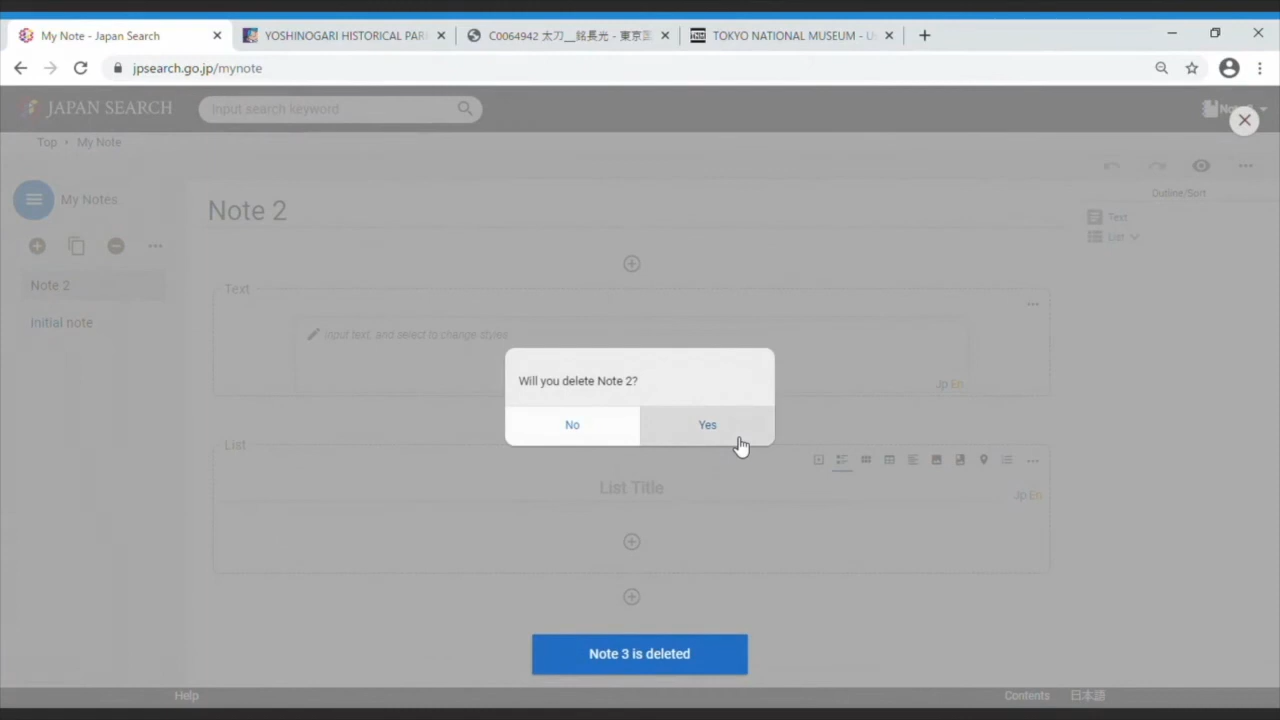 My Note - Japan Search
YOSHINOGARI HISTORICAL PAR
C0064942 太刀__銘長光 - 東京国
TOKYO NATIONAL MUSEUM - U
jpsearch.go.jp/mynote
JAPAN SEARCH
Input search keyword
Top
My Note
My Notes
Note 2
Outline/Sort
Text
List
Note 2
Initial note
Text
Input text, and select to change styles
Jp En
Will you delete Note 2?
No
Yes
List
List Title
Jp En
Note 3 is deleted
Help
Contents
日本語